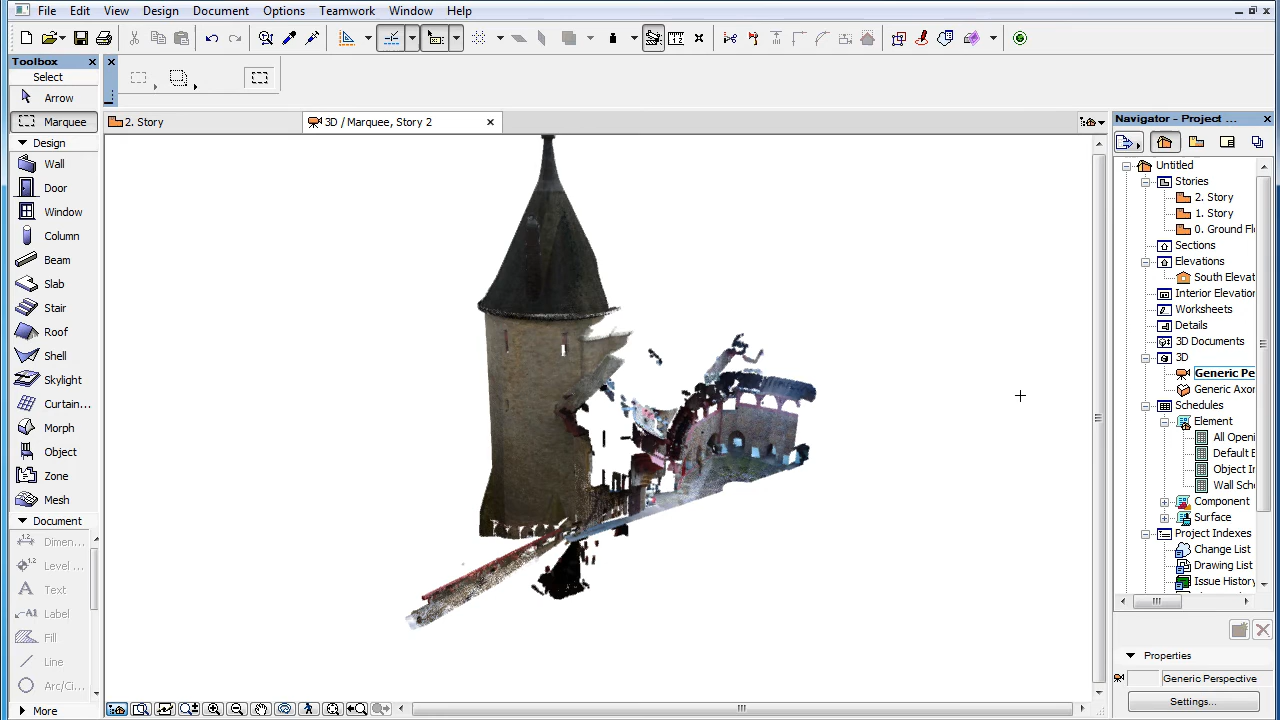 File Edit View Design Document Options Teamwork Window Help
Toolbox
Select
Arrow
Marquee
Design
Wall
Door
Window
Column
Beam
Slab
Stair
Roof
Shell
Skylight
Curtain...
Morph
Object
Zone
Mesh
Document
Dimen...
Level ...
Text
Label
Fill
Line
Arc/Ci...
More
2. Story
3D / Marquee, Story 2
Navigator - Project ...
Untitled
Stories
2. Story
1. Story
0. Ground Fl
Sections
Elevations
South Elevat
Interior Elevation
Worksheets
Details
3D Documents
3D
Generic Pe
Generic Axon
Schedules
Element
All Openi
Default E
Object In
Wall Sche
Component
Surface
Project Indexes
Change List
Drawing List
Issue History
Properties
Generic Perspective
Settings...